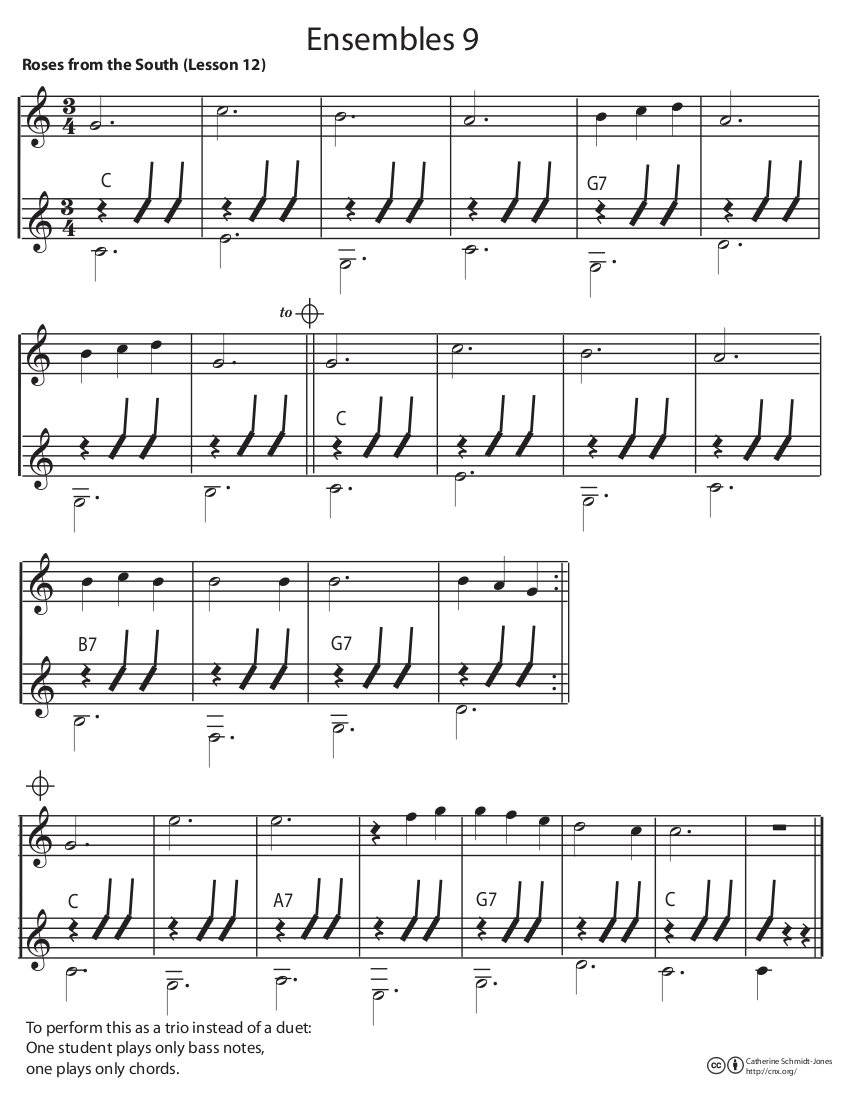 Ensembles 9
Roses from the South (Lesson 12)
3
4
C
G7
3
4
to
C
B7
G7
C
A7
G7
C
To perform this as a trio instead of a duet:
One student plays only bass notes,
one plays only chords.
cc
Catherine Schmidt-Jones
http://cnx.org/